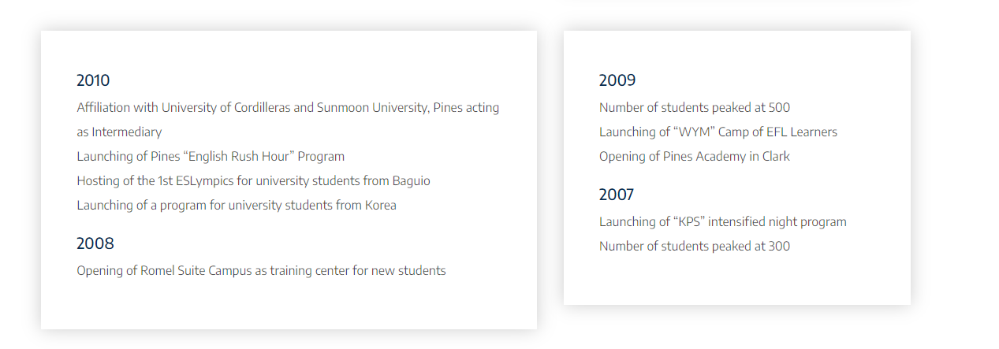 2010
Affiliation with University of Cordilleras and Sunmoon University, Pines acting
as Intermediary
Launching of Pines “English Rush Hour” Program
Hosting of the 1st ESLympics for university students from Baguio
Launching of a program for university students from Korea
2008
Opening of Romel Suite Campus as training center for new students
2009
Number of students peaked at 500
Launching of “WYM” Camp of EFL Learners
Opening of Pines Academy in Clark
2007
Launching of “KPS” intensified night program
Number of students peaked at 300